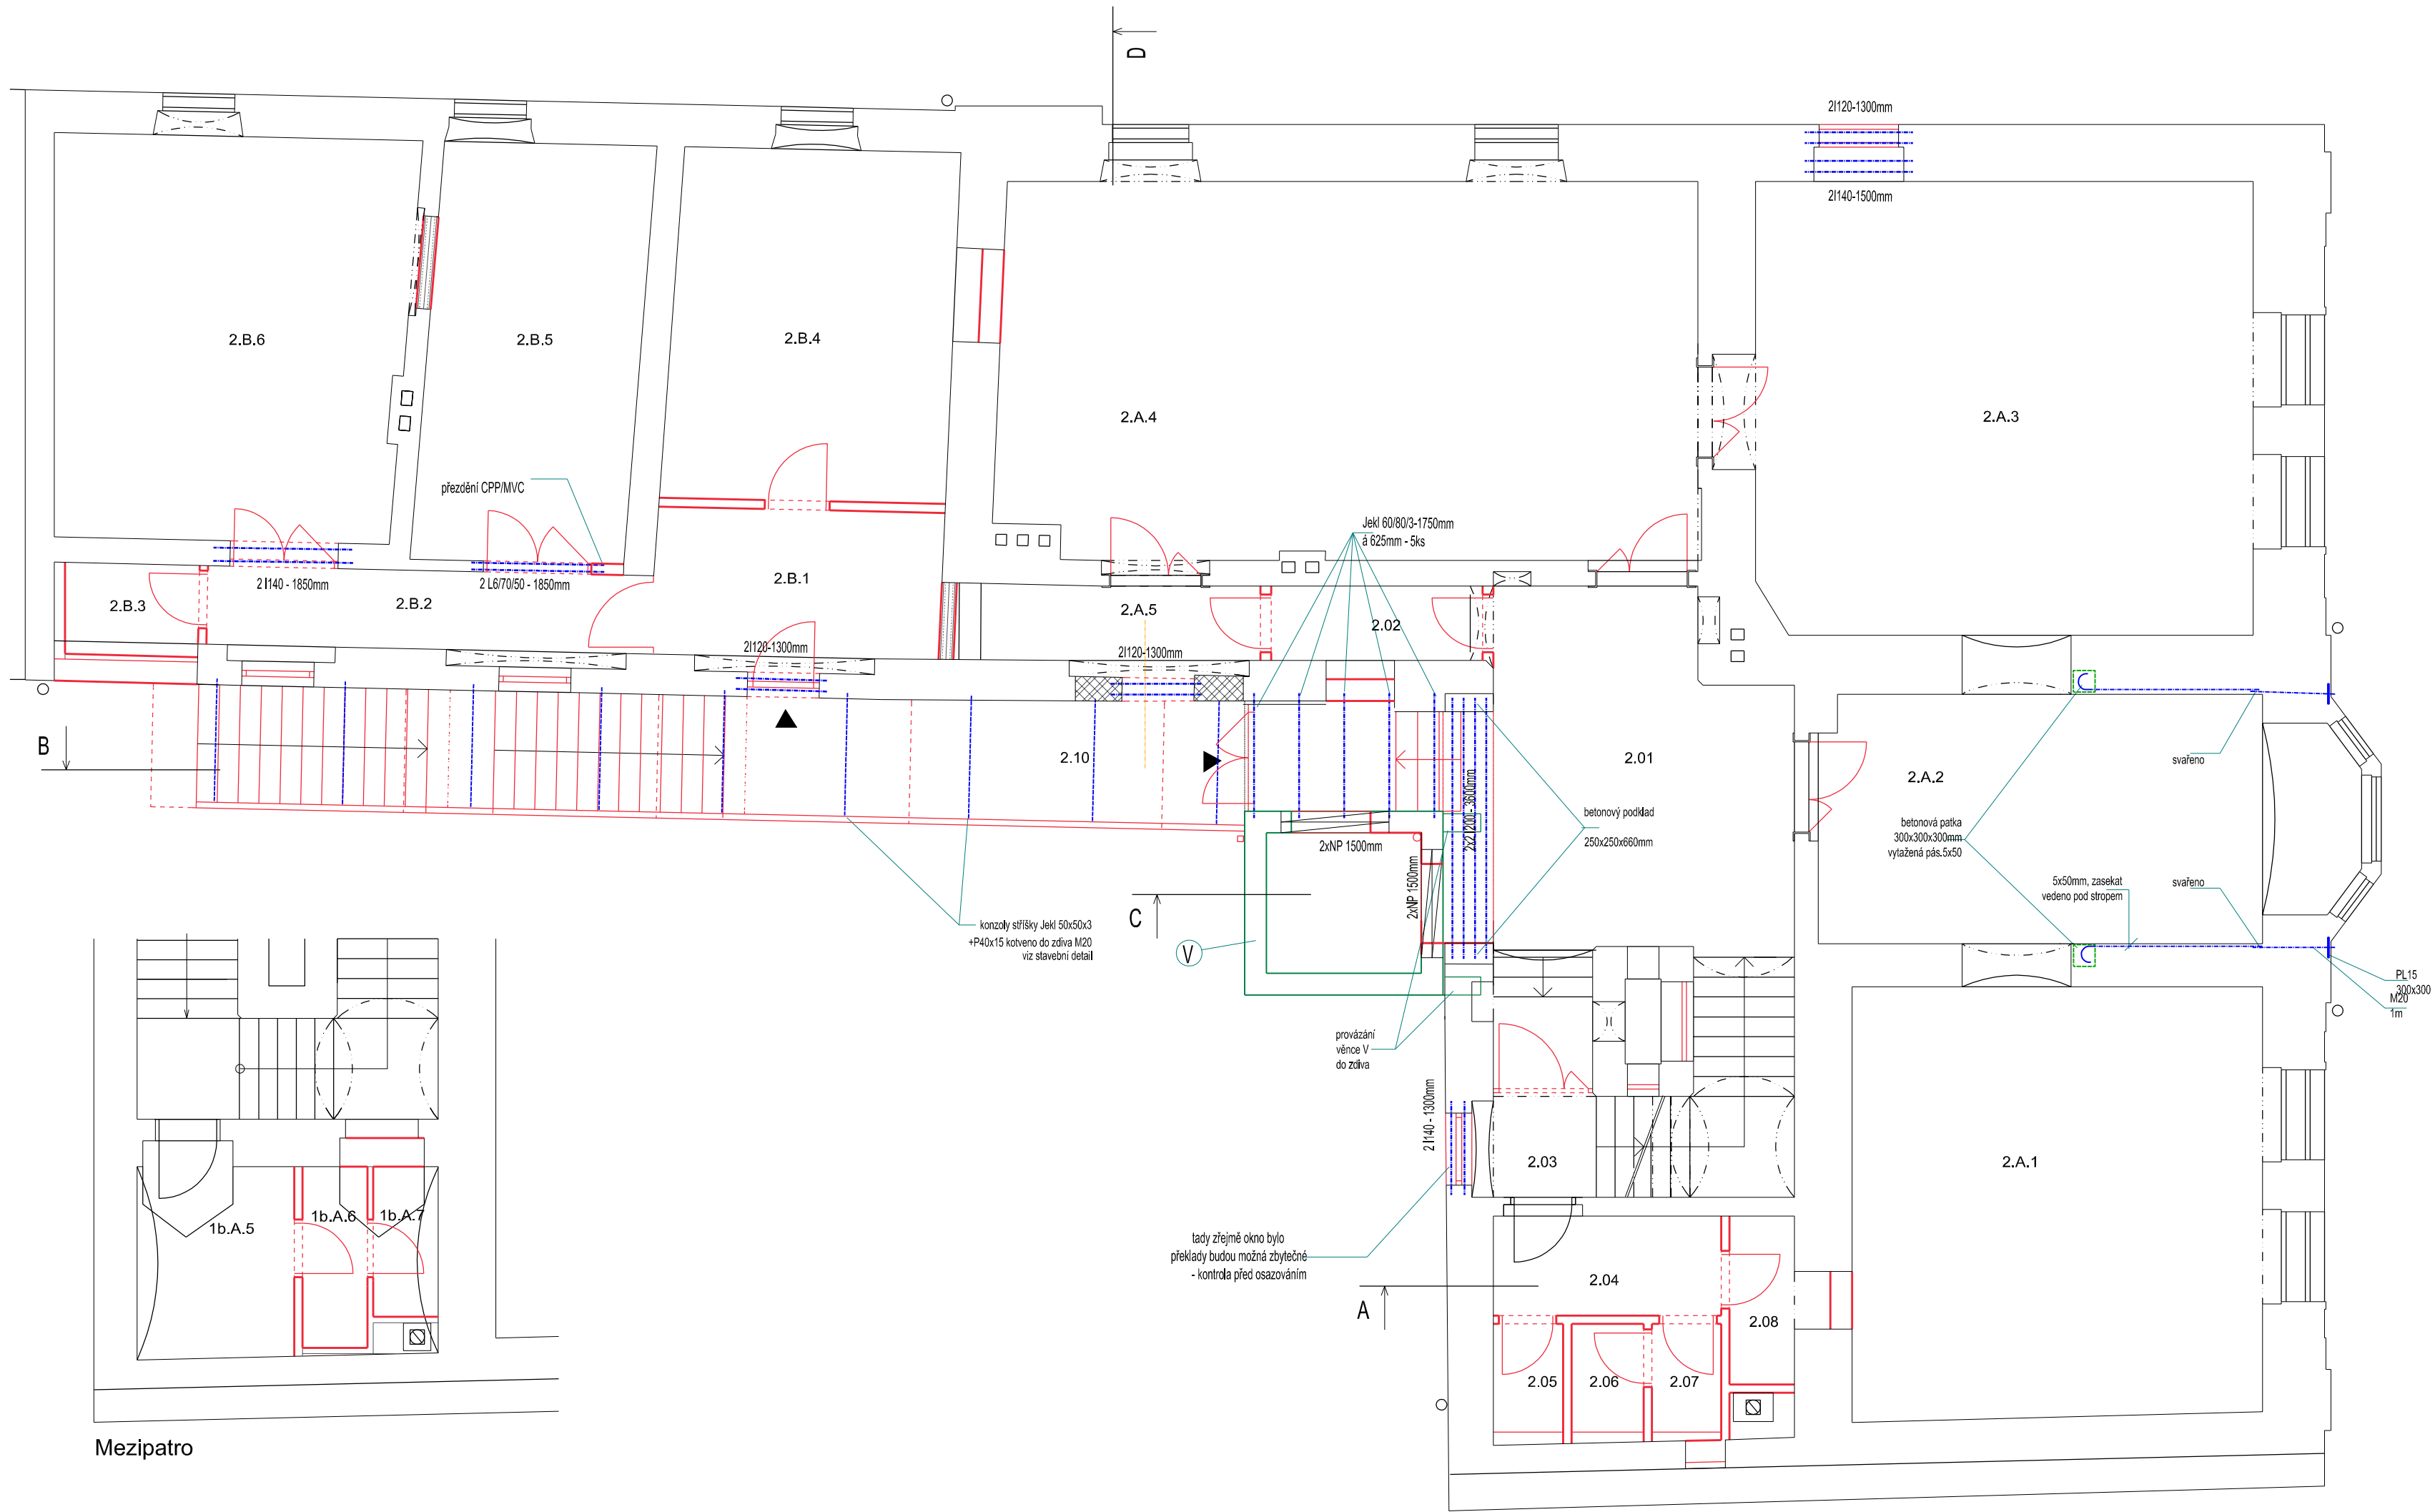 D
2I120-1300mm
2I140-1500mm
2.B.6
2.B.5
2.B.4
2.A.4
2.A.3
přezdění CPP/MVC
Jekl 60/80/3-1750mm
á 625mm - 5ks
2 I140 - 1850mm
2 L6/70/50 - 1850mm
2.B.3
2.B.2
2.B.1
2.A.5
2.02
2I120-1300mm
2I120-1300mm
B
2.10
2.01
2.A.2
svařeno
2x2I200-3600mm
betonový podklad
250x250x660mm
betonová patka
300x300x300mm
vytažená pás.5x50
2xNP 1500mm
2xNP 1500mm
5x50mm, zasekat
vedeno pod stropem
svařeno
C
V
konzoly stříšky Jekl 50x50x3
+P40x15 kotveno do zdiva M20
viz stavební detail
PL15
300x300
M20
1m
provázání
věnce V
do zdiva
2 I140 - 1300mm
2.03
2.A.1
1b.A.5
1b.A.6
1b.A.7
tady zřejmě okno bylo
překlady budou možná zbytečné
- kontrola před osazováním
A
2.04
2.08
2.05
2.06
2.07
Mezipatro